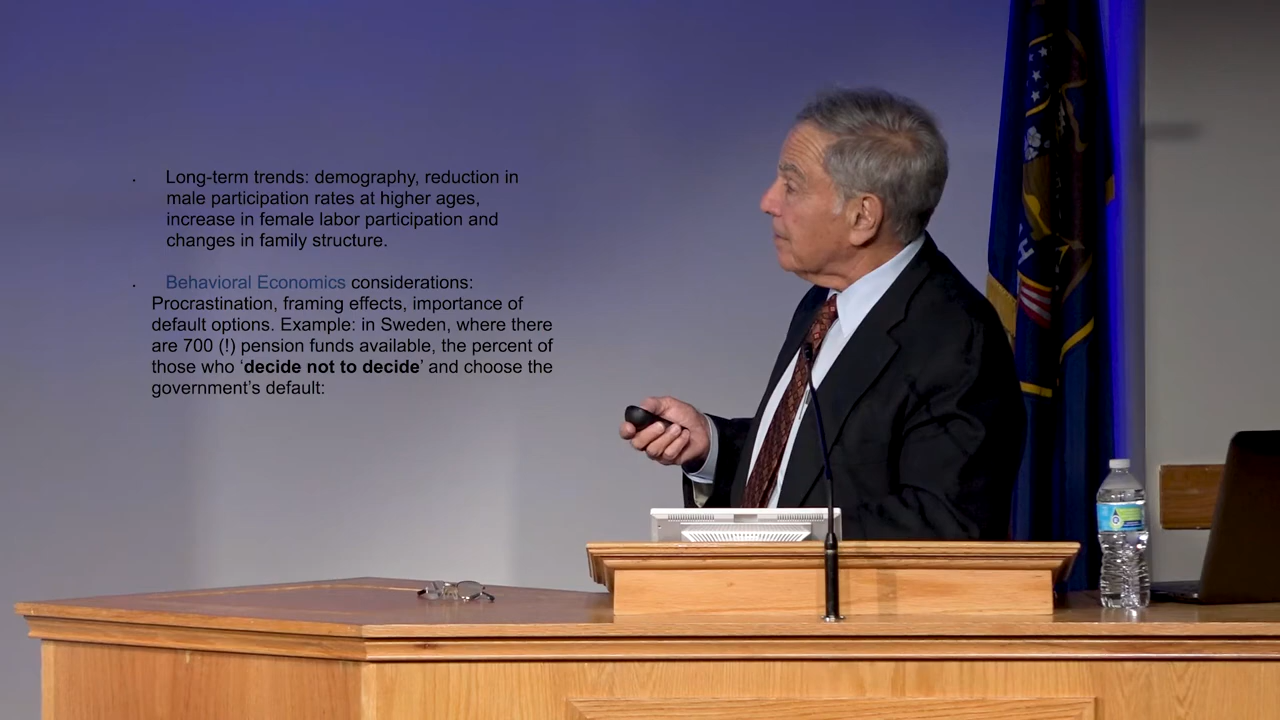 . Long-term trends: demography, reduction in
male participation rates at higher ages,
increase in female labor participation and
changes in family structure.
. Behavioral Economics considerations:
Procrastination, framing effects, importance of
default options. Example: in Sweden, where there
are 700 (!) pension funds available, the percent of
those who ‘decide not to decide’ and choose the
government’s default: